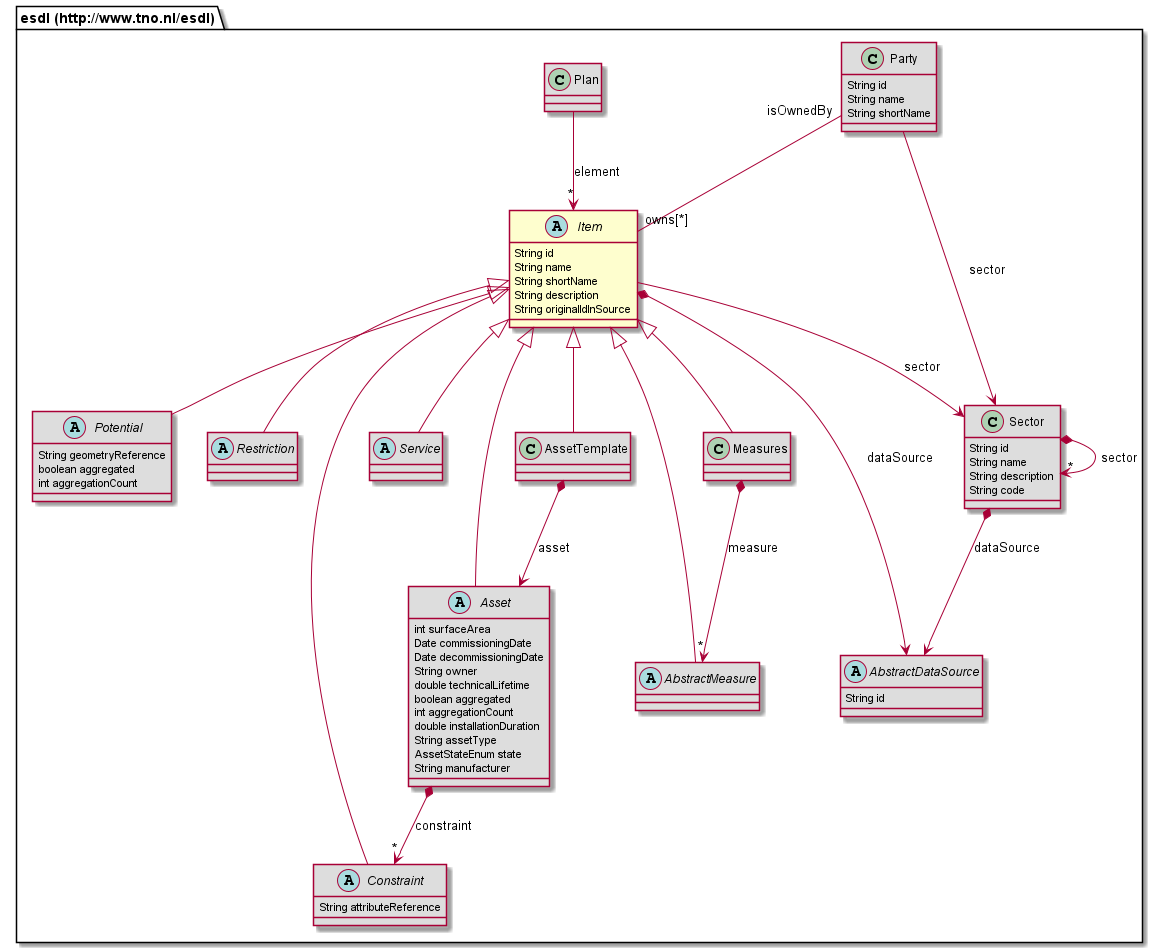 esdl (http://www.tno.nl/esdl)
C Plan
C Party
String id
String name
String shortName
isOwnedBy
element
*
owns[*]
A Item
String id
String name
String shortName
String description
String originalIdInSource
sector
sector
A Potential
String geometryReference
boolean aggregated
int aggregationCount
A Restriction
A Service
C AssetTemplate
C Measures
dataSource
C Sector
String id
String name
String description
String code
*
sector
asset
measure
dataSource
A Asset
int surfaceArea
Date commissioningDate
Date decommissioningDate
String owner
double technicalLifetime
boolean aggregated
int aggregationCount
double installationDuration
String assetType
AssetStateEnum state
String manufacturer
*
A AbstractMeasure
A AbstractDataSource
String id
constraint
*
A Constraint
String attributeReference